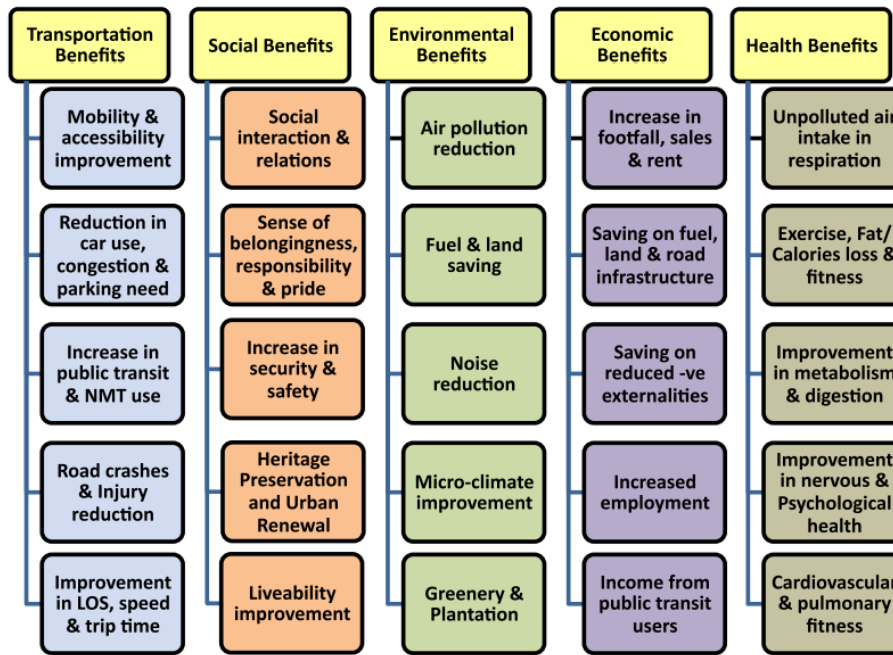 Transportation
Benefits
Mobility &
accessibility
improvement
Reduction in
car use,
congestion &
parking need
Increase in
public transit
& NMT use
Road crashes
& Injury
reduction
Improvement
in LOS, speed
& trip time
Social Benefits
Social
interaction &
relations
Sense of
belongingness,
responsibility
& pride
Increase in
security &
safety
Heritage
Preservation
and Urban
Renewal
Liveability
improvement
Environmental
Benefits
Air pollution
reduction
Fuel & land
saving
Noise
reduction
Micro-climate
improvement
Greenery &
Plantation
Economic
Benefits
Increase in
footfall, sales
& rent
Saving on fuel,
land & road
infrastructure
Saving on
reduced -ve
externalities
Increased
employment
Income from
public transit
users
Health Benefits
Unpolluted air
intake in
respiration
Exercise, Fat/
Calories loss &
fitness
Improvement
in metabolism
& digestion
Improvement
in nervous &
Psychological
health
Cardiovascular
& pulmonary
fitness